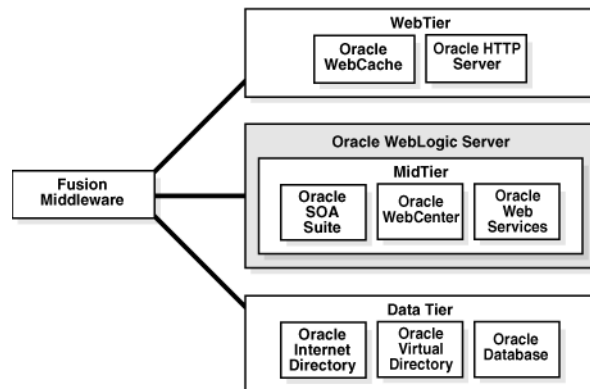 WebTier
Oracle
WebCache
Oracle HTTP
Server
Fusion
Middleware
Oracle WebLogic Server
MidTier
Oracle
SOA
Suite
Oracle
WebCenter
Oracle
Web
Services
Data Tier
Oracle
Internet
Directory
Oracle
Virtual
Directory
Oracle
Database